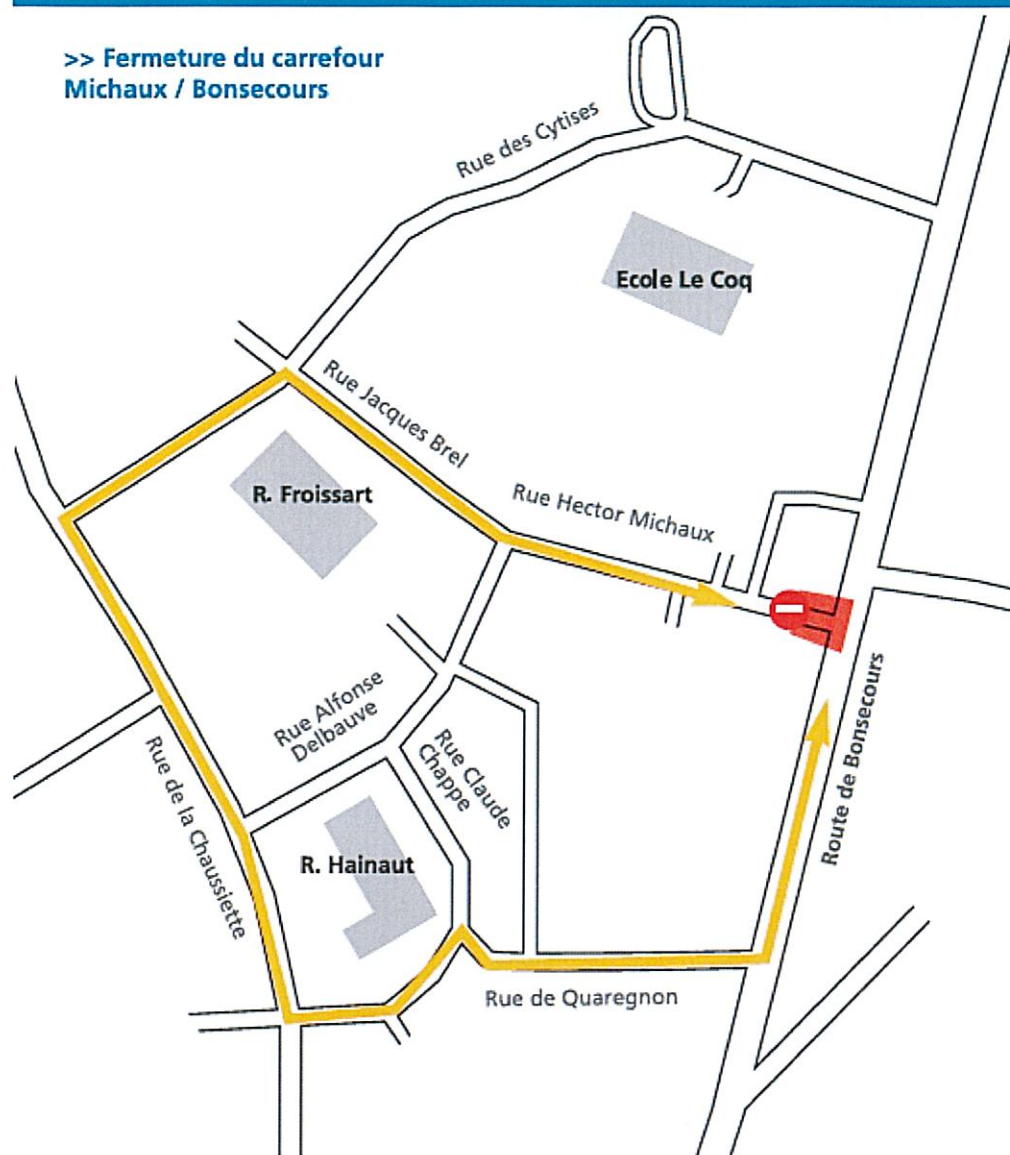 >> Fermeture du carrefour
Michaux / Bonsecours
Rue des Cytises
Ecole Le Coq
Rue Jacques Brel
R. Froissart
Rue Hector Michaux
Rue Alfonse
Delbauve
Rue Claude
Chappe
Route de Bonsecours
Rue de la Chaussiette
R. Hainaut
Rue de Quaregnon